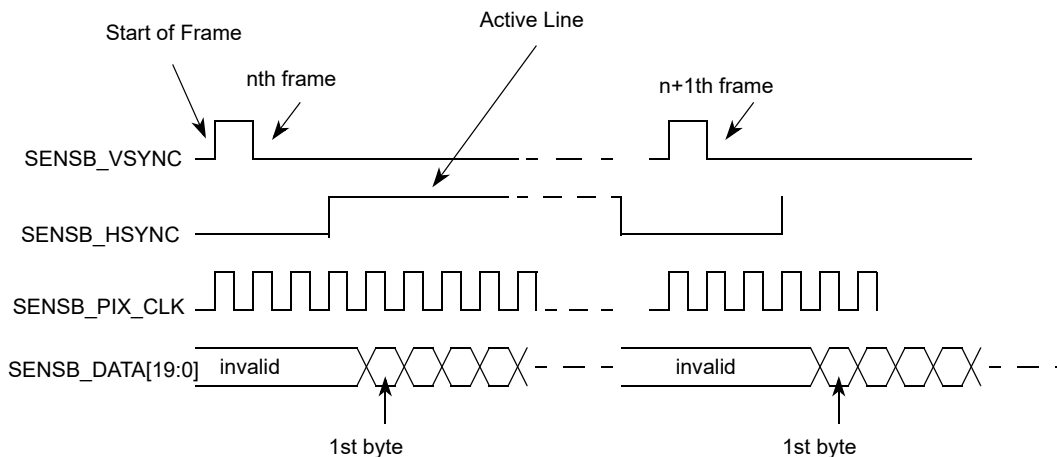 Active Line
Start of Frame
nth frame
n+1th frame
SENSB_VSYNC
SENSB_HSYNC
SENSB_PIX_CLK
SENSB_DATA[19:0]
invalid
invalid
1st byte
1st byte